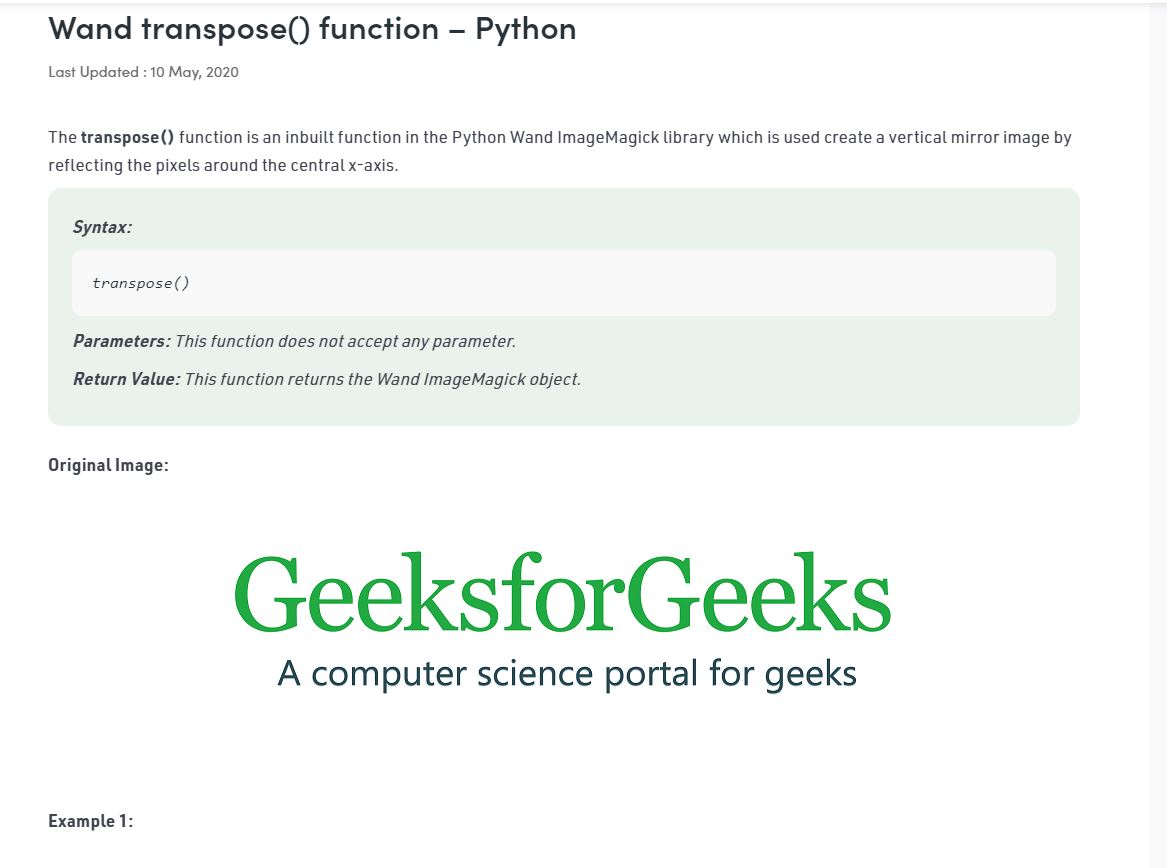 Wand transpose() function – Python
Last Updated : 10 May, 2020
The transpose() function is an inbuilt function in the Python Wand ImageMagick library which is used create a vertical mirror image by
reflecting the pixels around the central x-axis.
Syntax:
transpose()
Parameters: This function does not accept any parameter.
Return Value: This function returns the Wand ImageMagick object.
Original Image:
GeeksforGeeks
A computer science portal for geeks
Example 1: